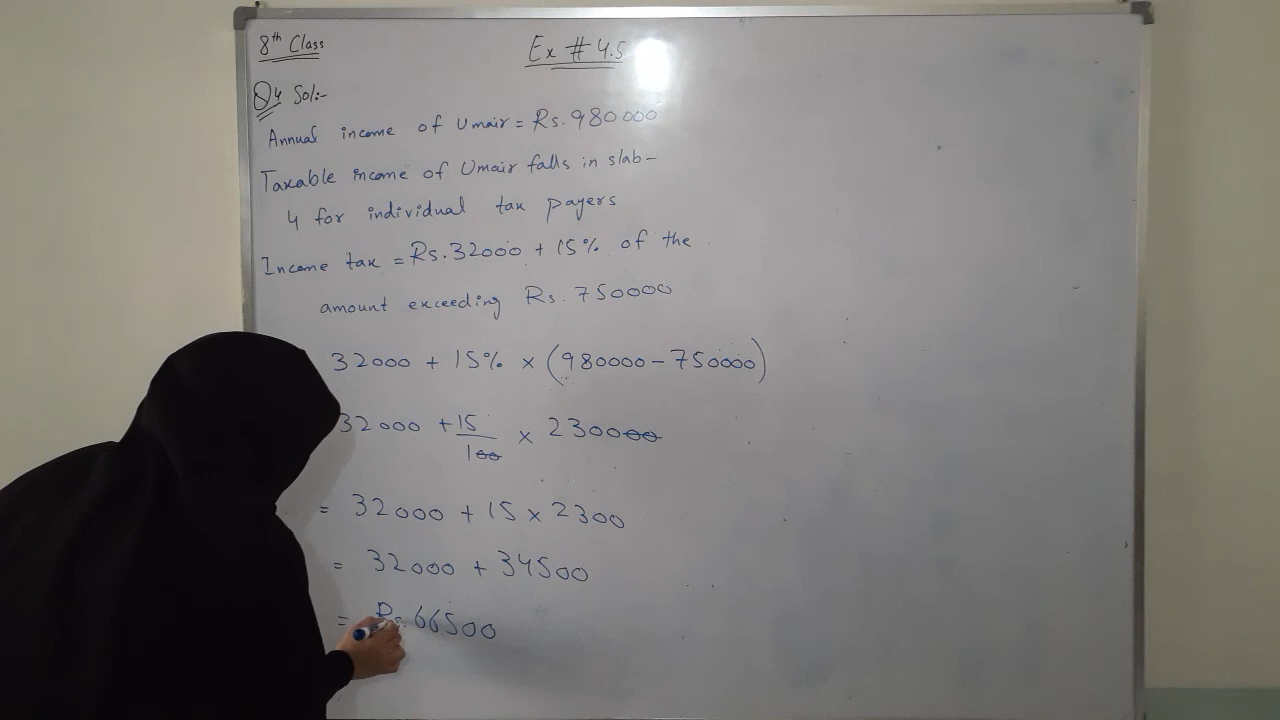 8th Class
Ex # 4.5
Q4 Sol:-
Annual income of Umair = Rs.980000
Taxable income of Umair falls in slab-
4 for individual tax payers
Income tax = Rs.32000 + 15% of the
amount exceeding Rs.750000
32000 + 15% × (980000 - 750000)
32000 + 15/100 × 230000
= 32000 + 15 × 2300
= 32000 + 34500
= Rs.66500